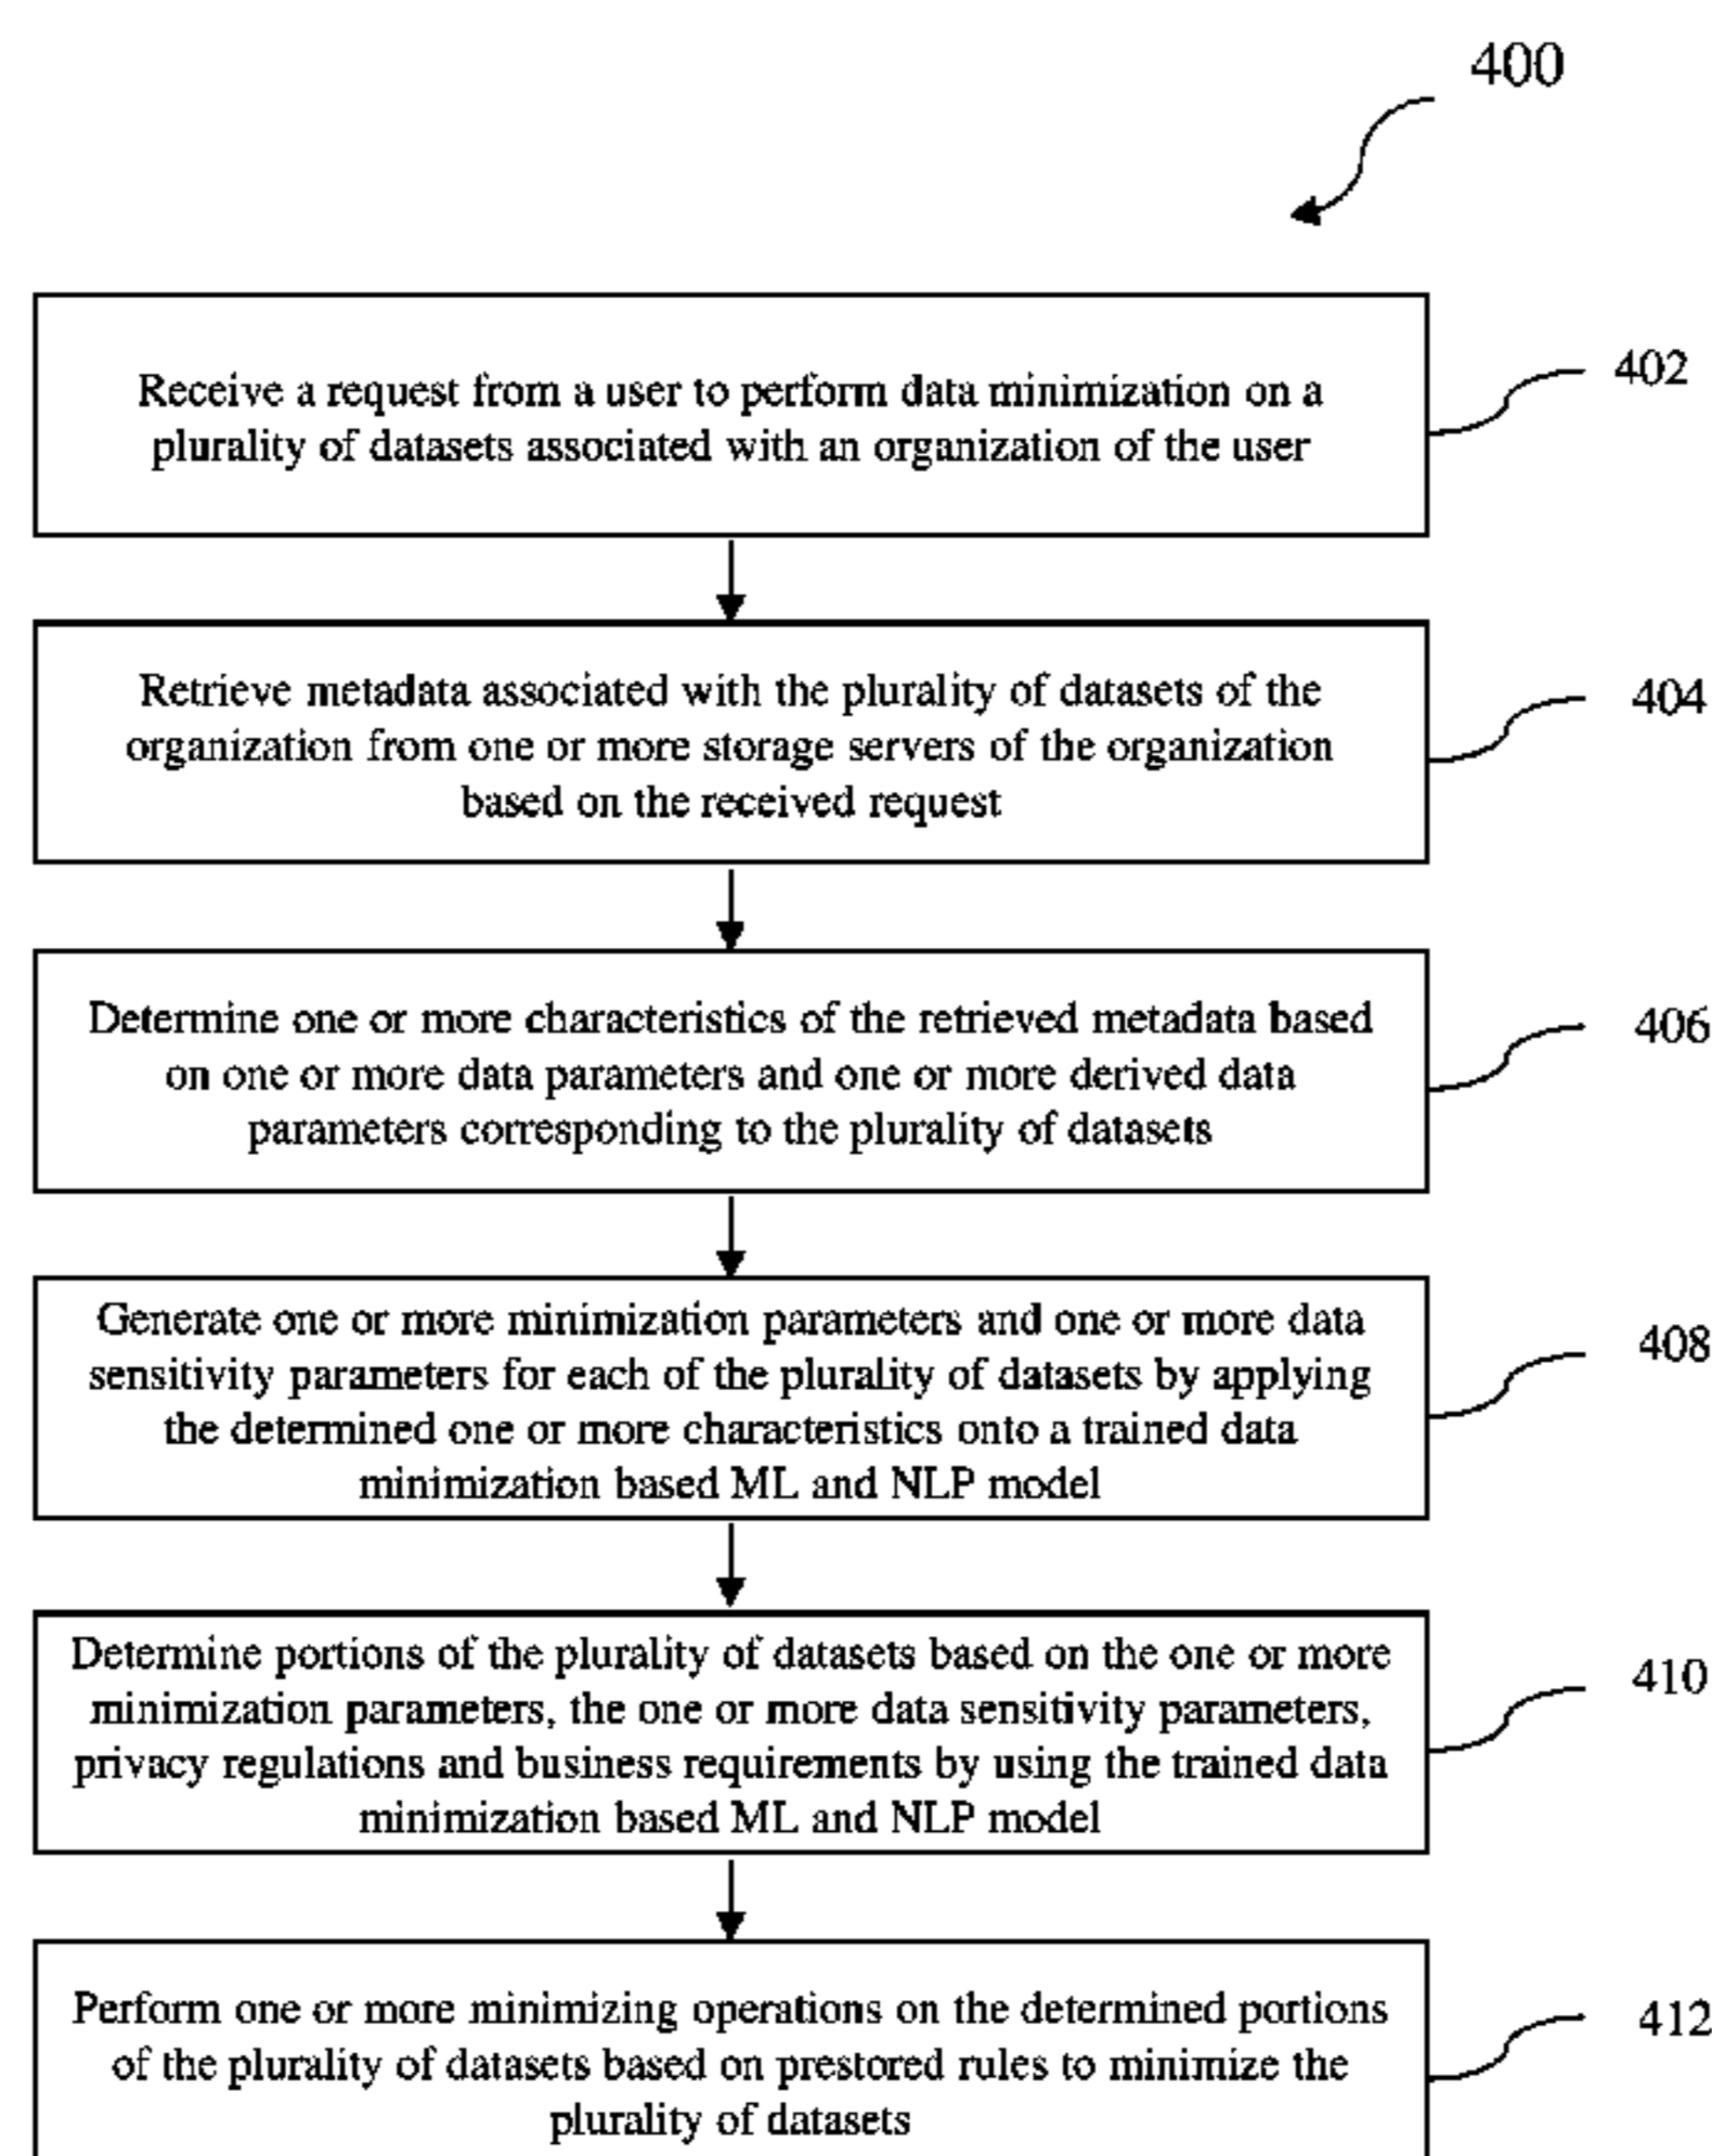 400
Receive a request from a user to perform data minimization on a
plurality of datasets associated with an organization of the user
402
Retrieve metadata associated with the plurality of datasets of the
organization from one or more storage servers of the organization
based on the received request
404
Determine one or more characteristics of the retrieved metadata based
on one or more data parameters and one or more derived data
parameters corresponding to the plurality of datasets
406
Generate one or more minimization parameters and one or more data
sensitivity parameters for each of the plurality of datasets by applying
the determined one or more characteristics onto a trained data
minimization based ML and NLP model
408
Determine portions of the plurality of datasets based on the one or more
minimization parameters, the one or more data sensitivity parameters,
privacy regulations and business requirements by using the trained data
minimization based ML and NLP model
410
Perform one or more minimizing operations on the determined portions
of the plurality of datasets based on prestored rules to minimize the
plurality of datasets
412